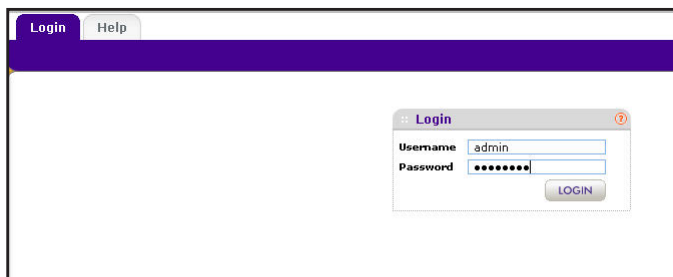 Login Help
:: Login ?
Username admin
Password ••••••••
LOGIN